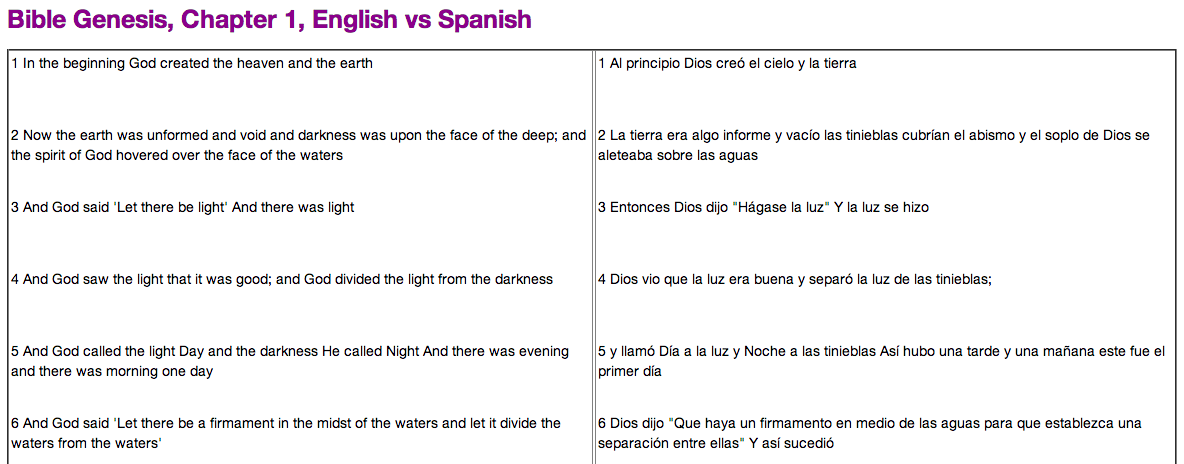 Bible Genesis, Chapter 1, English vs Spanish
1 In the beginning God created the heaven and the earth
1 Al principio Dios creó el cielo y la tierra
2 Now the earth was unformed and void and darkness was upon the face of the deep; and
the spirit of God hovered over the face of the waters
2 La tierra era algo informe y vacío las tinieblas cubrían el abismo y el soplo de Dios se
aleteaba sobre las aguas
3 And God said 'Let there be light' And there was light
3 Entonces Dios dijo "Hágase la luz" Y la luz se hizo
4 And God saw the light that it was good; and God divided the light from the darkness
4 Dios vio que la luz era buena y separó la luz de las tinieblas;
5 And God called the light Day and the darkness He called Night And there was evening
and there was morning one day
5 y llamó Día a la luz y Noche a las tinieblas Así hubo una tarde y una mañana este fue el
primer día
6 And God said 'Let there be a firmament in the midst of the waters and let it divide the
waters from the waters'
6 Dios dijo "Que haya un firmamento en medio de las aguas para que establezca una
separación entre ellas" Y así sucedió